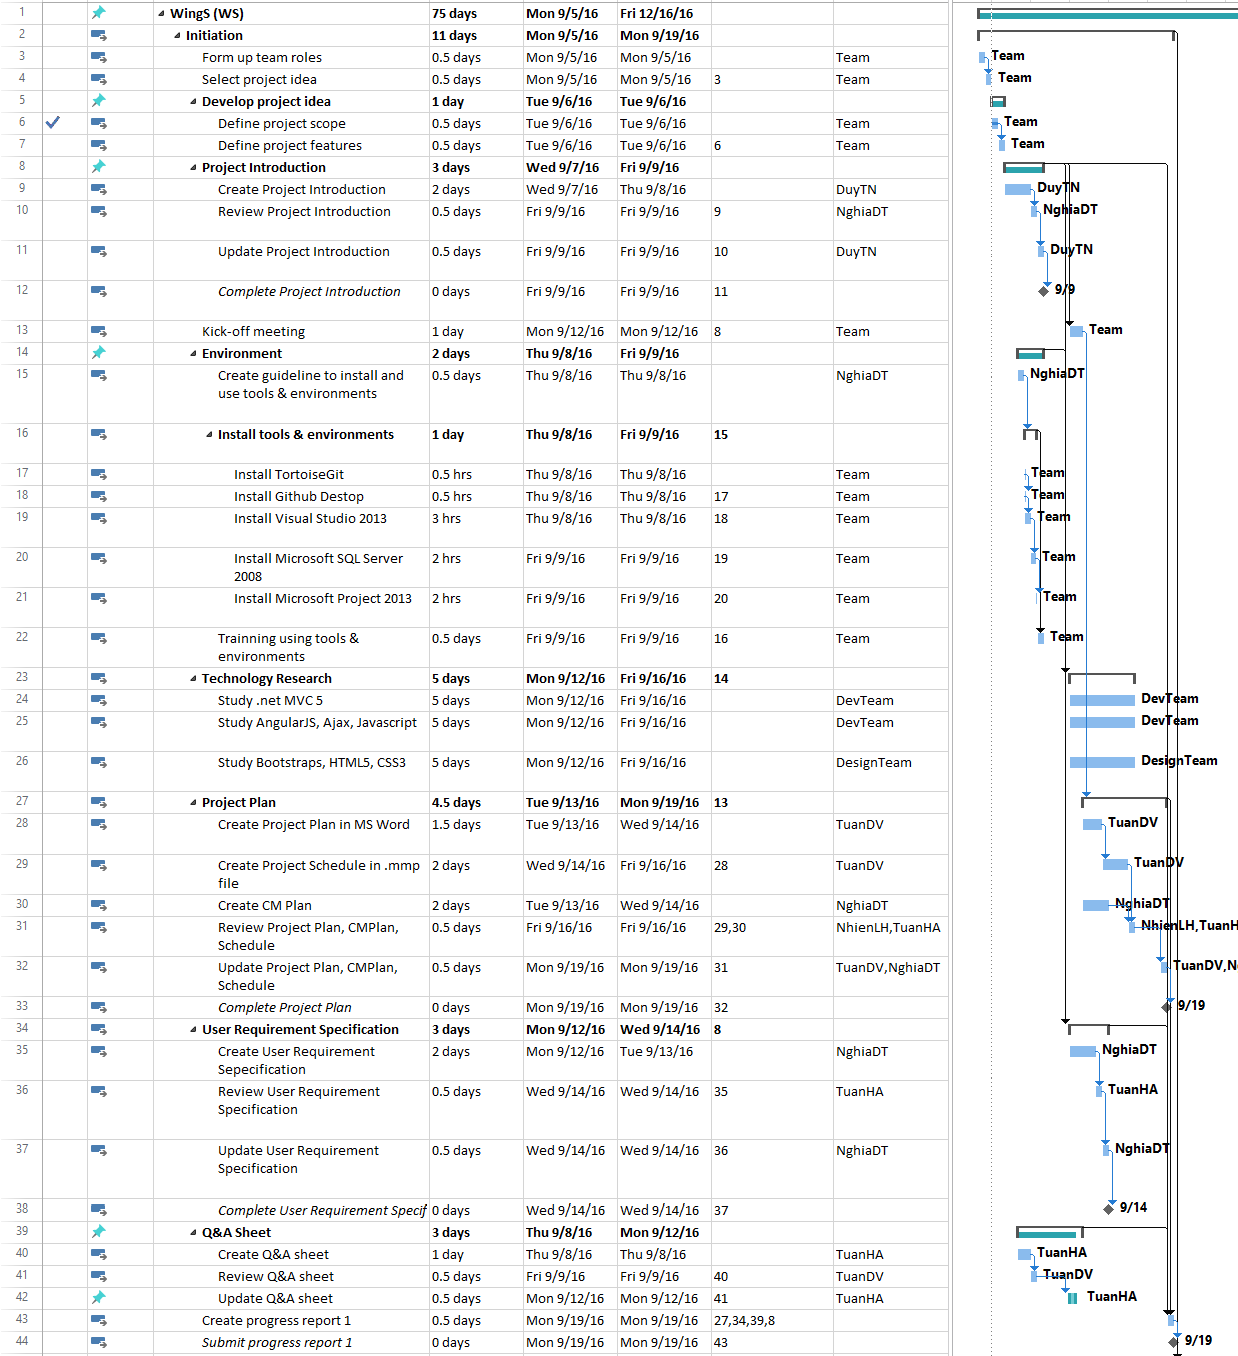 1 WingS (WS) 75 days Mon 9/5/16 Fri 12/16/16
2 Initiation 11 days Mon 9/5/16 Mon 9/19/16
3 Form up team roles 0.5 days Mon 9/5/16 Mon 9/5/16 Team Team
4 Select project idea 0.5 days Mon 9/5/16 Mon 9/5/16 3 Team Team
5 Develop project idea 1 day Tue 9/6/16 Tue 9/6/16
6 Define project scope 0.5 days Tue 9/6/16 Tue 9/6/16 Team Team
7 Define project features 0.5 days Tue 9/6/16 Tue 9/6/16 6 Team Team
8 Project Introduction 3 days Wed 9/7/16 Fri 9/9/16
9 Create Project Introduction 2 days Wed 9/7/16 Thu 9/8/16 DuyTN DuyTN
10 Review Project Introduction 0.5 days Fri 9/9/16 Fri 9/9/16 9 NghiaDT NghiaDT
11 Update Project Introduction 0.5 days Fri 9/9/16 Fri 9/9/16 10 DuyTN DuyTN
12 Complete Project Introduction 0 days Fri 9/9/16 Fri 9/9/16 11 9/9
13 Kick-off meeting 1 day Mon 9/12/16 Mon 9/12/16 8 Team Team
14 Environment 2 days Thu 9/8/16 Fri 9/9/16
15 Create guideline to install and 0.5 days Thu 9/8/16 Thu 9/8/16 NghiaDT NghiaDT
use tools & environments
16 Install tools & environments 1 day Thu 9/8/16 Fri 9/9/16 15
17 Install TortoiseGit 0.5 hrs Thu 9/8/16 Thu 9/8/16 Team Team
18 Install Github Destop 0.5 hrs Thu 9/8/16 Thu 9/8/16 17 Team Team
19 Install Visual Studio 2013 3 hrs Thu 9/8/16 Thu 9/8/16 18 Team Team
20 Install Microsoft SQL Server 2 hrs Fri 9/9/16 Fri 9/9/16 19 Team Team
2008
21 Install Microsoft Project 2013 2 hrs Fri 9/9/16 Fri 9/9/16 20 Team Team
22 Trainning using tools & 0.5 days Fri 9/9/16 Fri 9/9/16 16 Team Team
environments
23 Technology Research 5 days Mon 9/12/16 Fri 9/16/16 14
24 Study .net MVC 5 5 days Mon 9/12/16 Fri 9/16/16 DevTeam DevTeam
25 Study AngularJS, Ajax, Javascript 5 days Mon 9/12/16 Fri 9/16/16 DevTeam DevTeam
26 Study Bootstraps, HTML5, CSS3 5 days Mon 9/12/16 Fri 9/16/16 DesignTeam DesignTeam
27 Project Plan 4.5 days Tue 9/13/16 Mon 9/19/16 13
28 Create Project Plan in MS Word 1.5 days Tue 9/13/16 Wed 9/14/16 TuanDV TuanDV
29 Create Project Schedule in .mmp 2 days Wed 9/14/16 Fri 9/16/16 28 TuanDV TuanDV
file
30 Create CM Plan 2 days Tue 9/13/16 Wed 9/14/16 NghiaDT NghiaDT
31 Review Project Plan, CMPlan, 0.5 days Fri 9/16/16 Fri 9/16/16 29,30 NhienLH,TuanHA NhienLH,TuanH
Schedule
32 Update Project Plan, CMPlan, 0.5 days Mon 9/19/16 Mon 9/19/16 31 TuanDV,NghiaDT TuanDV,N
Schedule
33 Complete Project Plan 0 days Mon 9/19/16 Mon 9/19/16 32 9/19
34 User Requirement Specification 3 days Mon 9/12/16 Wed 9/14/16 8
35 Create User Requirement 2 days Mon 9/12/16 Tue 9/13/16 NghiaDT NghiaDT
Sepecification
36 Review User Requirement 0.5 days Wed 9/14/16 Wed 9/14/16 35 TuanHA TuanHA
Specification
37 Update User Requirement 0.5 days Wed 9/14/16 Wed 9/14/16 36 NghiaDT NghiaDT
Specification
38 Complete User Requirement Specif 0 days Wed 9/14/16 Wed 9/14/16 37 9/14
39 Q&A Sheet 3 days Thu 9/8/16 Mon 9/12/16
40 Create Q&A sheet 1 day Thu 9/8/16 Thu 9/8/16 TuanHA TuanHA
41 Review Q&A sheet 0.5 days Fri 9/9/16 Fri 9/9/16 40 TuanDV TuanDV
42 Update Q&A sheet 0.5 days Mon 9/12/16 Mon 9/12/16 41 TuanHA TuanHA
43 Create progress report 1 0.5 days Mon 9/19/16 Mon 9/19/16 27,34,39,8
44 Submit progress report 1 0 days Mon 9/19/16 Mon 9/19/16 43 9/19